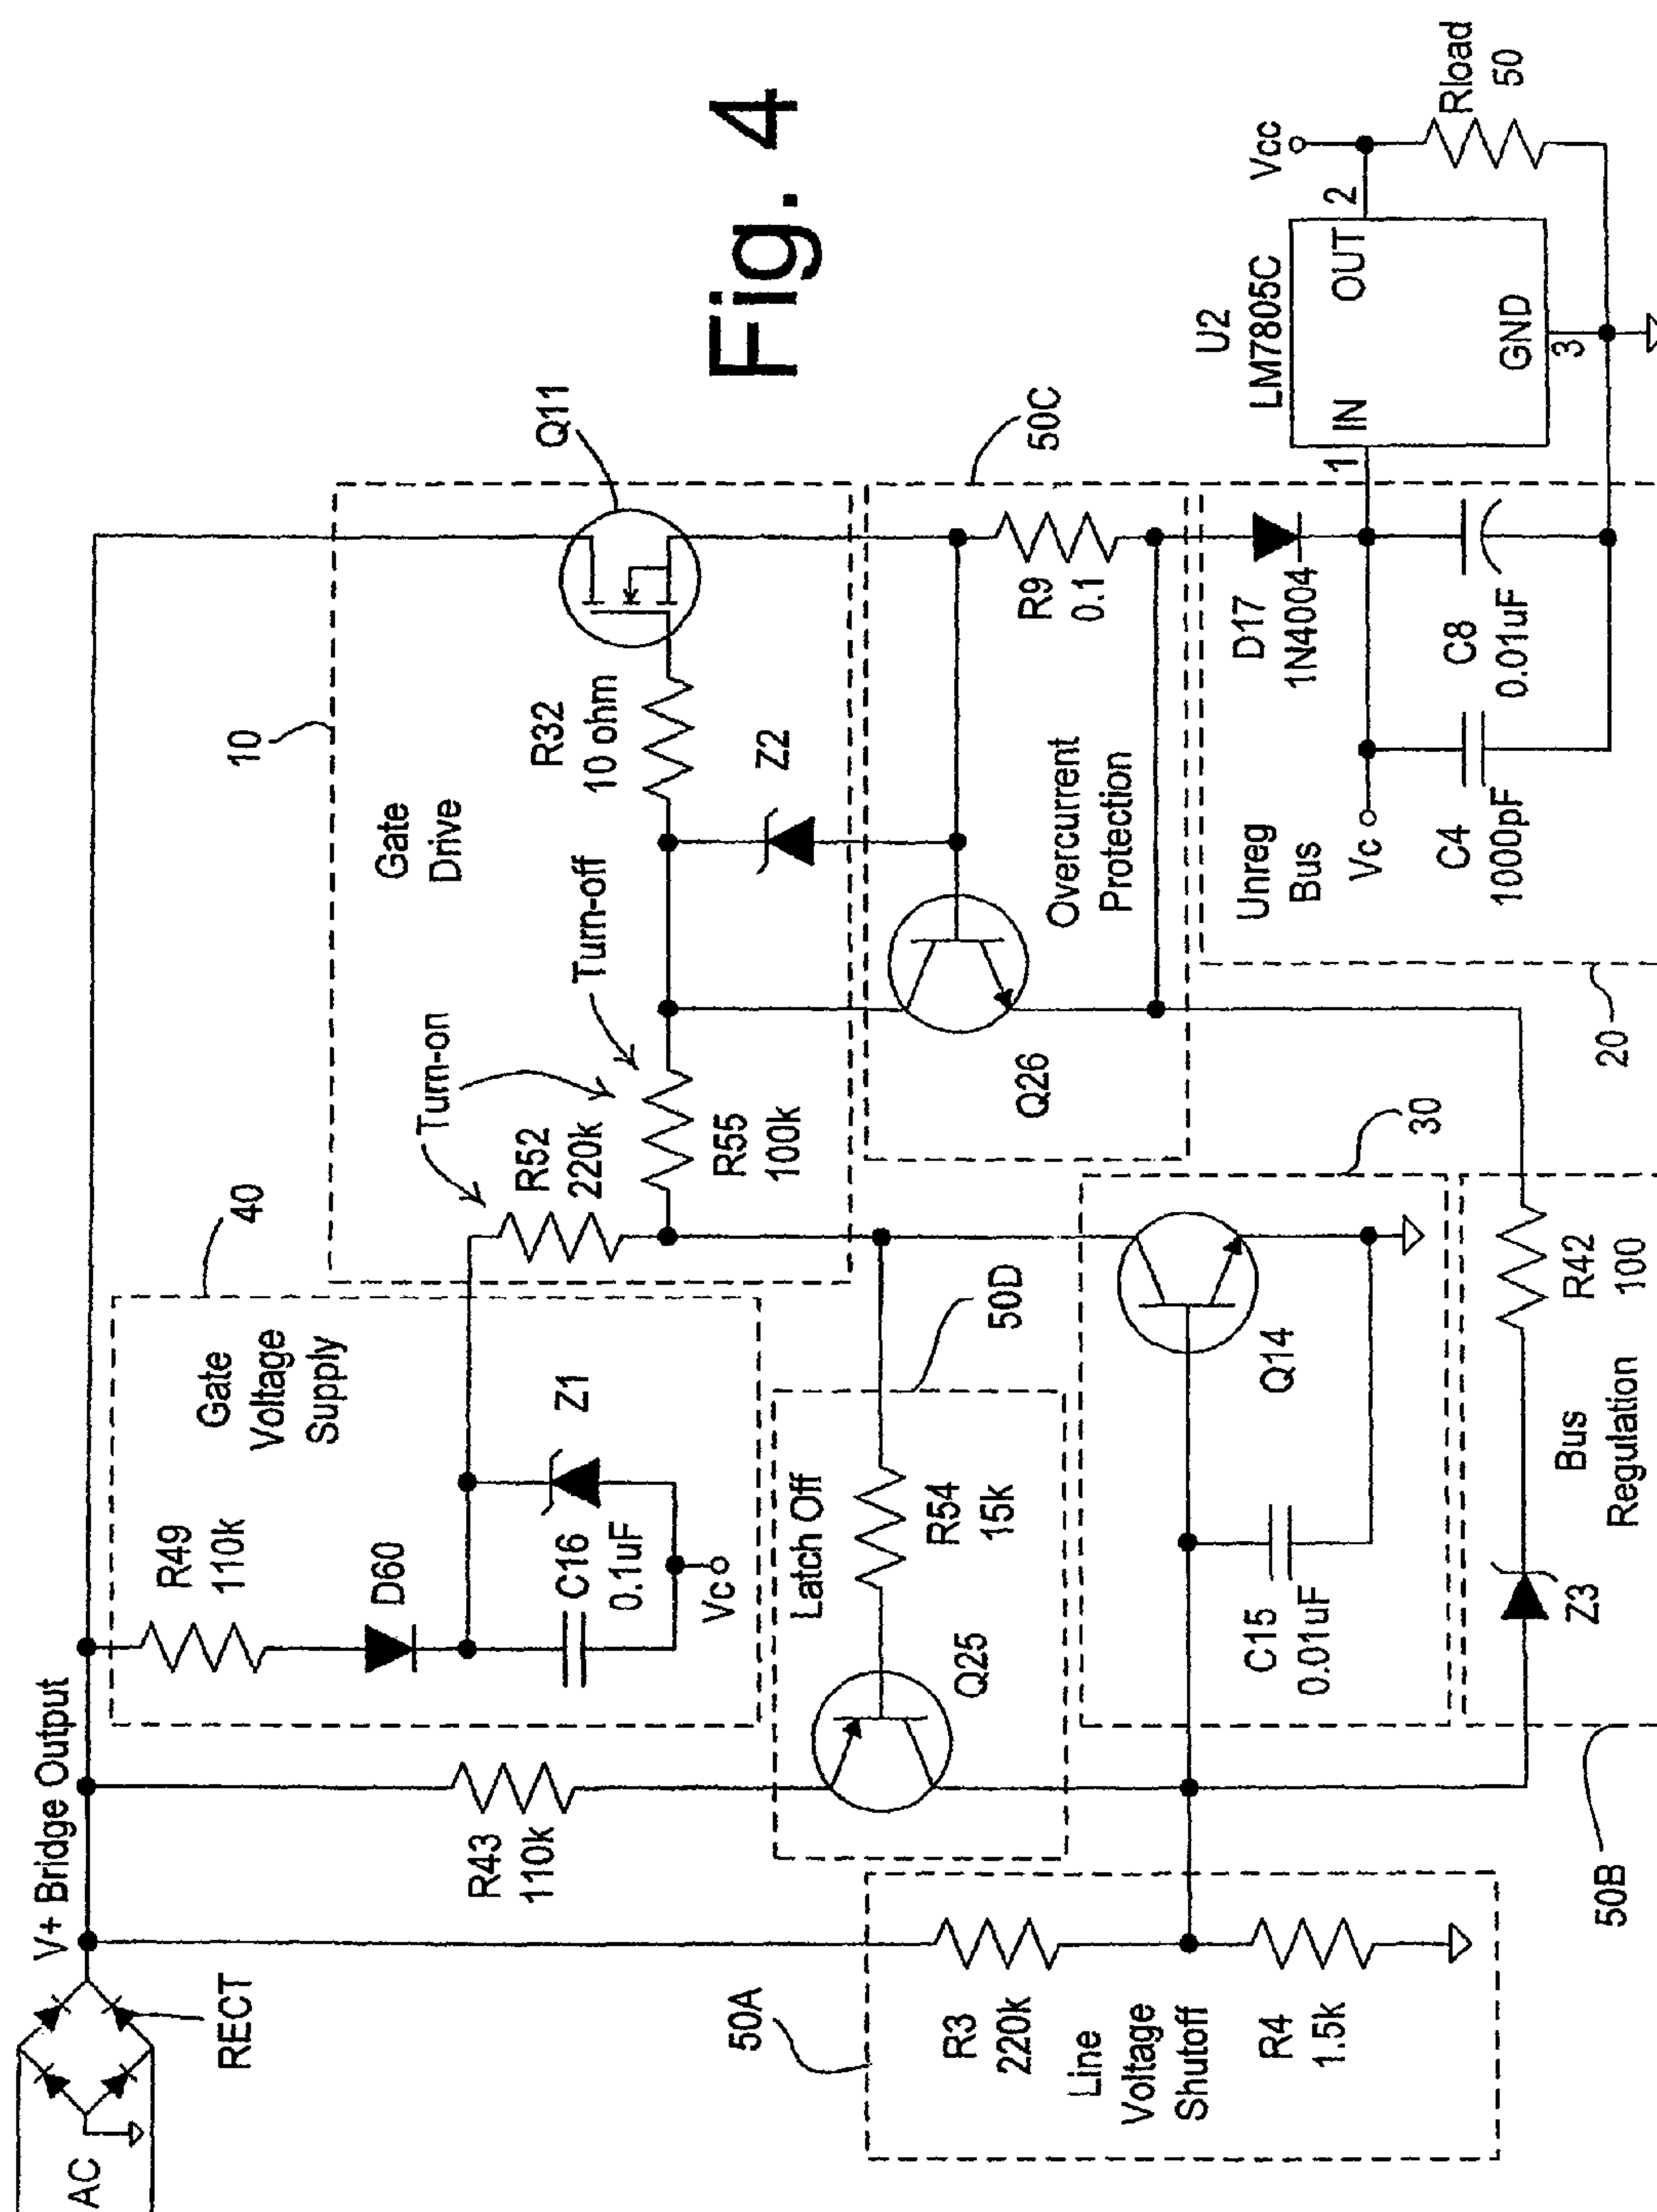 Fig. 4
AC
RECT
V+ Bridge Output
R43
110k
R49
110k
D60
C16
0.1uF
Z1
Vc
Gate
Voltage
Supply
40
Turn-on
Turn-off
R52
220k
R55
100k
Gate
Drive
10
R32
10 ohm
Z2
Q11
50A
R3
220k
Line
Voltage
Shutoff
R4
1.5k
Latch Off
Q25
R54
15k
50D
Q26
Overcurrent
Protection
R9
0.1
50C
C15
0.01uF
Q14
30
50B
Z3
Bus
Regulation
R42
100
20
Unreg
Bus
Vc
D17
1N4004
C4
1000pF
C8
0.01uF
U2
LM7805C
1
IN
OUT
2
GND
3
Vcc
Rload
50